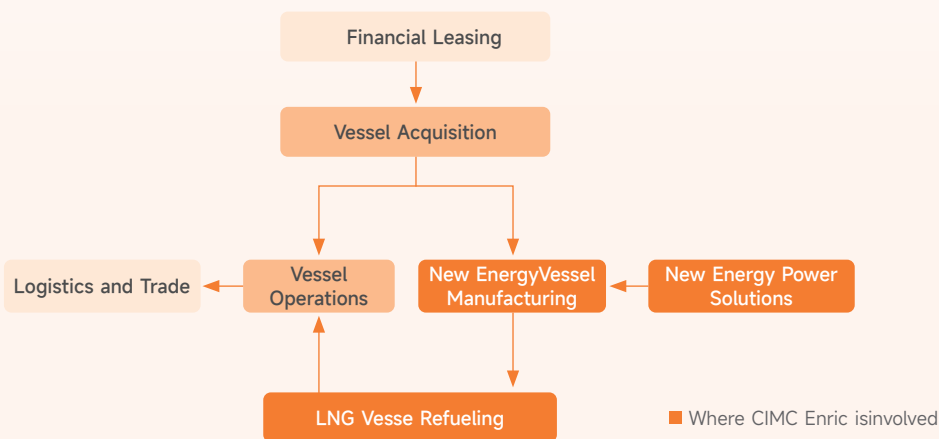 Financial Leasing
Vessel Acquisition
Logistics and Trade
Vessel
Operations
New EnergyVessel
Manufacturing
New Energy Power
Solutions
LNG Vesse Refueling
Where CIMC Enric isinvolved